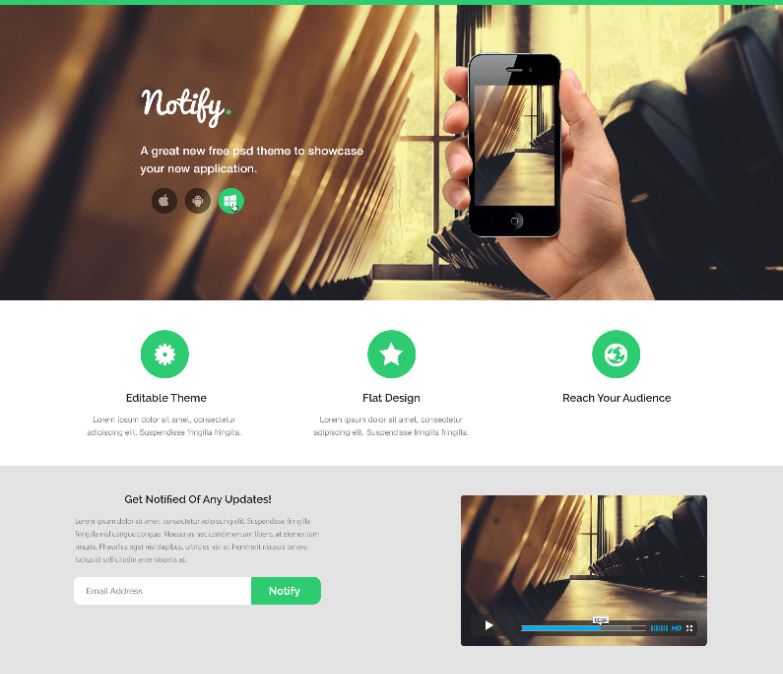 Notify.
A great new free psd theme to showcase
your new application.
Editable Theme
Lorem ipsum dolor sit amet, consectetur
adipiscing elit. Suspendisse fringilla fringilla.
Flat Design
Lorem ipsum dolor sit amet, consectetur
adipiscing elit. Suspendisse fringilla fringilla.
Reach Your Audience
Get Notified Of Any Updates!
Lorem ipsum dolor sit amet, consectetur adipiscing elit. Suspendisse fringilla
fringilla nisl congue congue. Maecenas nec condimentum libero, at elementum
mauris. Phasellus eget nisi dapibus, ultricies nisl at, hendrerit risusuis ornare
luctus id sollicitudin ante lobortis at.
Email Address
Notify
HD